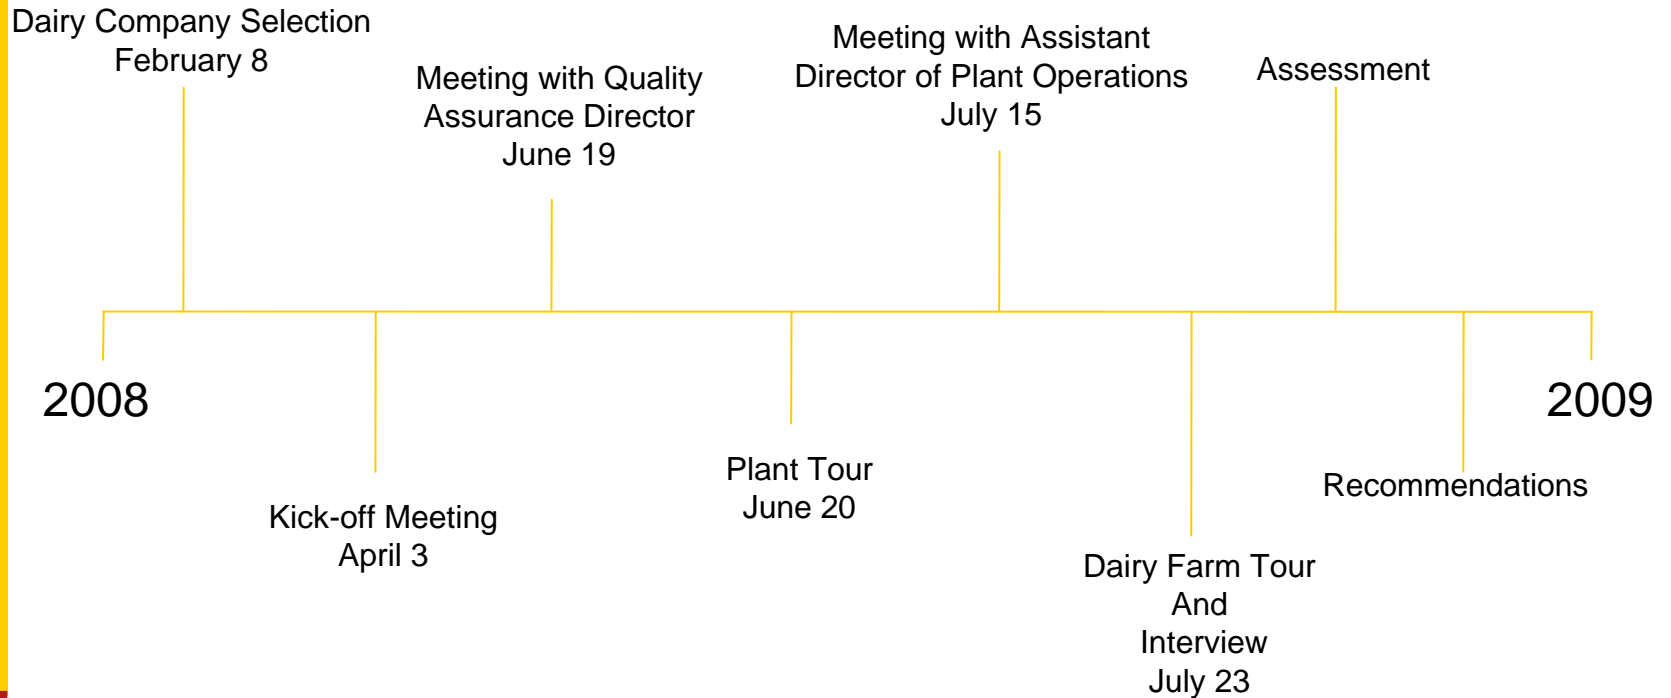 Dairy Company Selection
February 8
Meeting with Quality
Assurance Director
June 19
Meeting with Assistant
Director of Plant Operations
July 15
Assessment
2008
2009
Kick-off Meeting
April 3
Plant Tour
June 20
Dairy Farm Tour
And
Interview
July 23
Recommendations